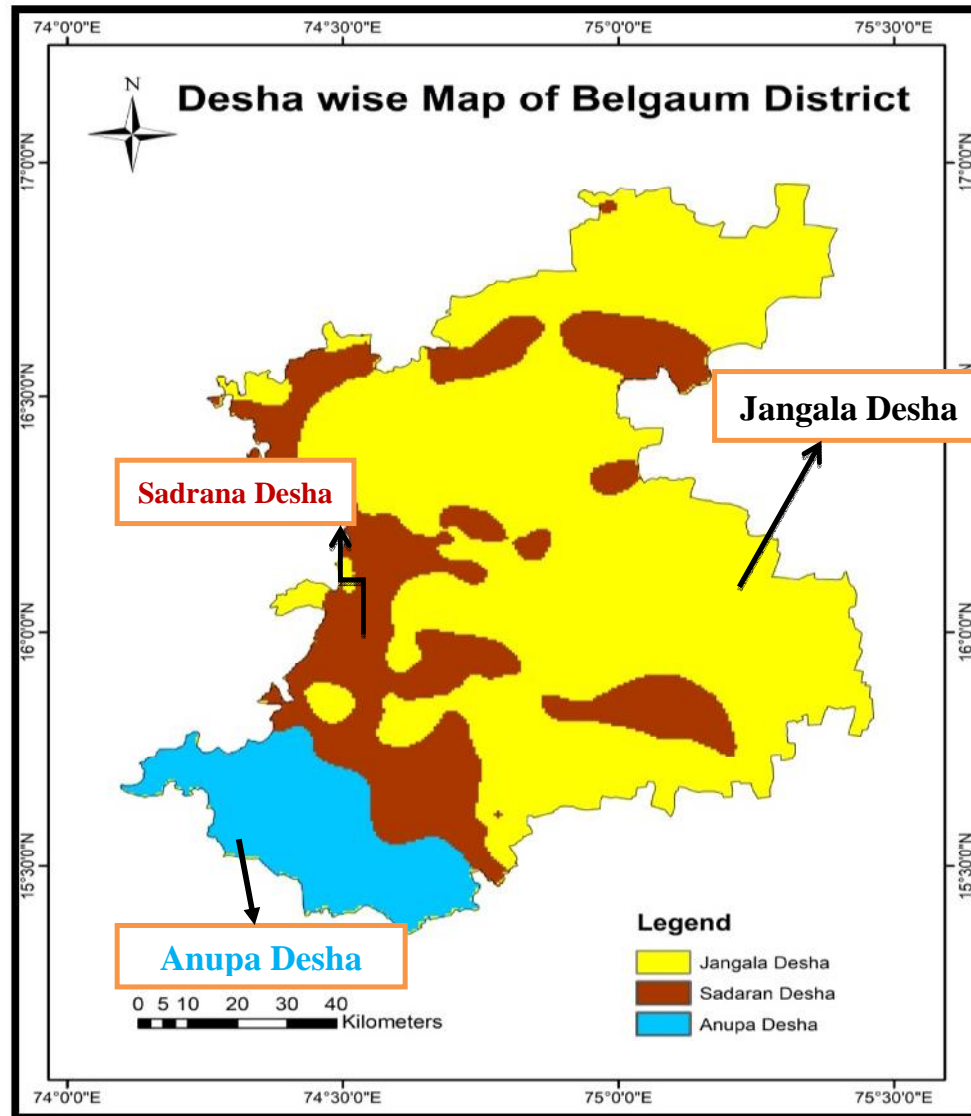 74°0'0"E 74°30'0"E 75°0'0"E 75°30'0"E
N
Desha wise Map of Belgaum District
17°0'0"N 17°0'0"N
16°30'0"N
Jangala Desha
Sadrana Desha
16°0'0"N 16°0'0"N
15°30'0"N 15°30'0"N
Anupa Desha
Legend
Jangala Desha
Sadaran Desha
Anupa Desha
0 5 10 20 30 40
Kilometers
74°0'0"E 74°30'0"E 75°0'0"E 75°30'0"E